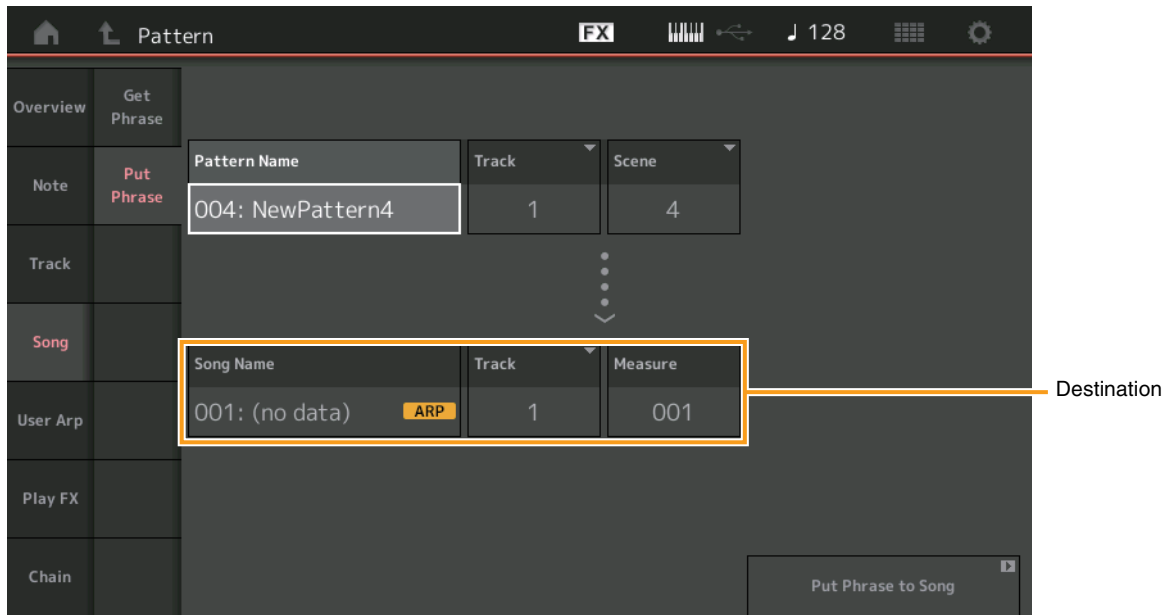 Pattern
FX
♩ 128
Overview
Get
Phrase
Note
Put
Phrase
Pattern Name
Track
Scene
004: NewPattern4
1
4
Track
Song
Song Name
Track
Measure
001: (no data)
ARP
1
001
Destination
User Arp
Play FX
Chain
Put Phrase to Song